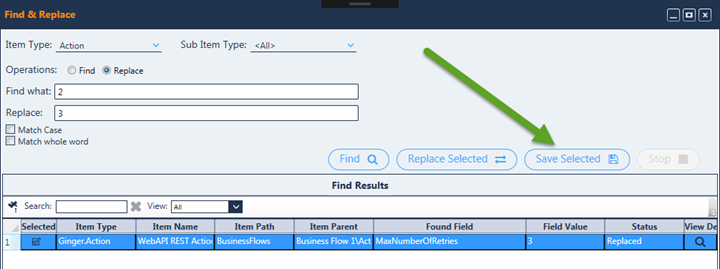 Find & Replace
Item Type: Action Sub Item Type: <All>
Operations: Find Replace
Find what: 2
Replace: 3
Match Case
Match whole word
Find Replace Selected Save Selected Stop
Find Results
Search: View: All
Selected Item Type Item Name Item Path Item Parent Found Field Field Value Status View De
1 Ginger.Action WebAPI REST Action BusinessFlows Business Flow 1\Act MaxNumberOfRetries 3 Replaced